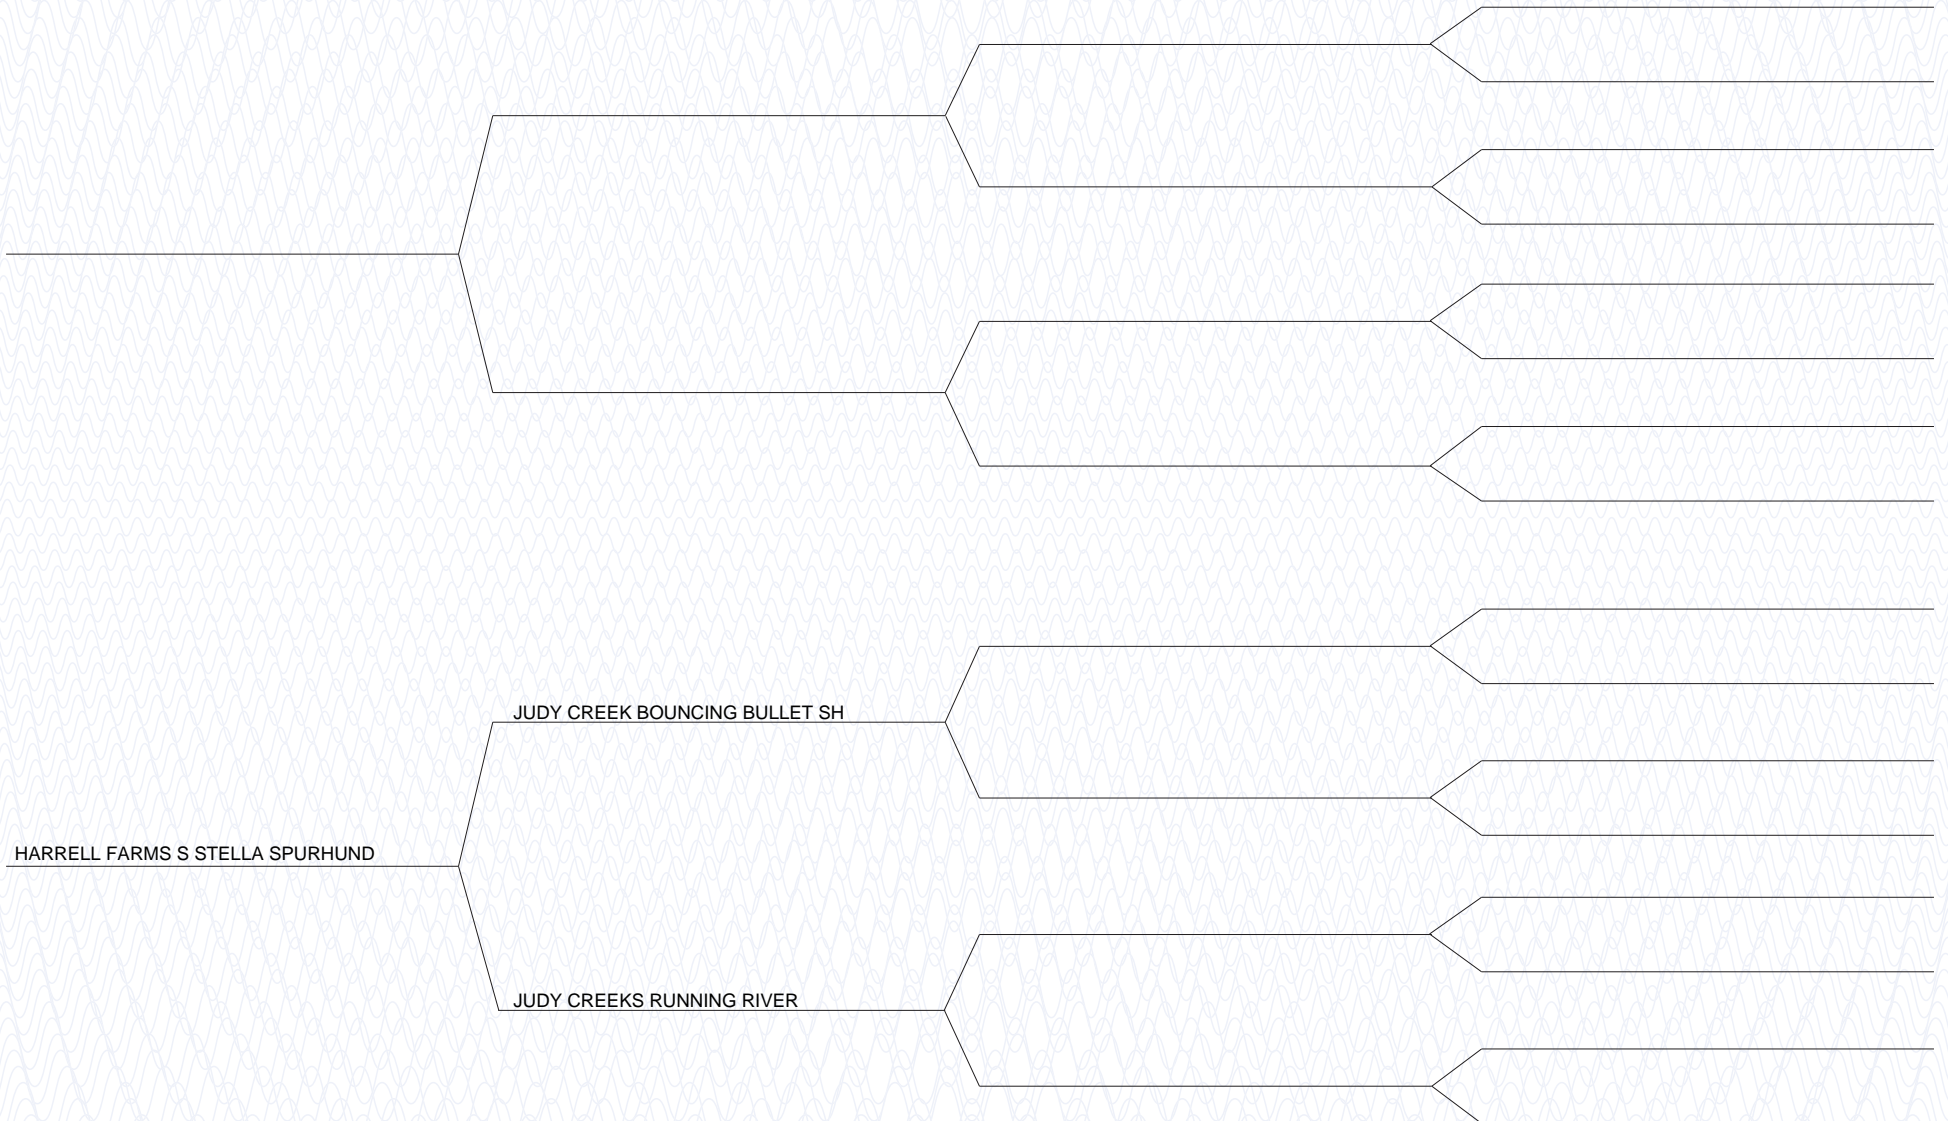 JUDY CREEK BOUNCING BULLET SH
HARRELL FARMS S STELLA SPURHUND
JUDY CREEKS RUNNING RIVER